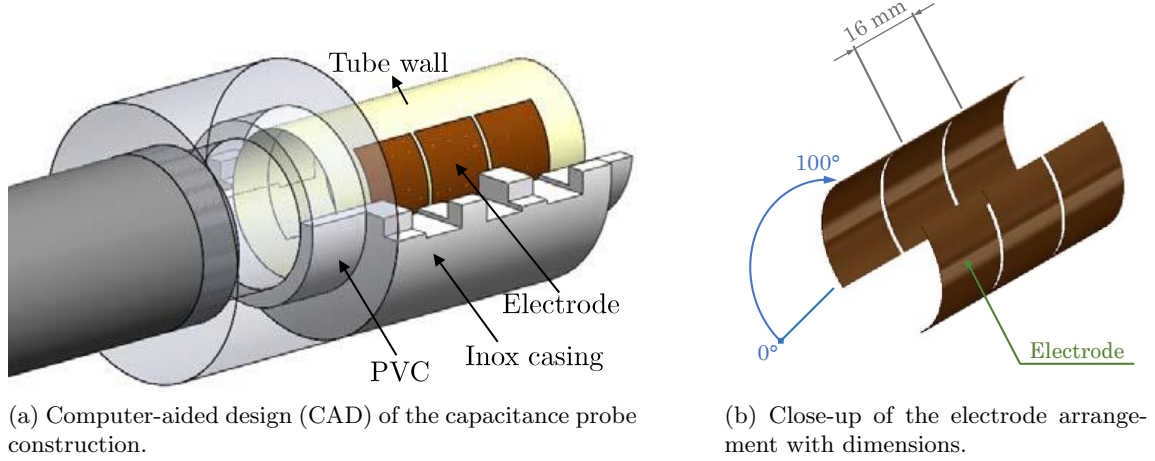 Tube wall
Electrode
Inox casing
PVC
(a) Computer-aided design (CAD) of the capacitance probe
construction.
16 mm
100°
0°
Electrode
(b) Close-up of the electrode arrange-
ment with dimensions.